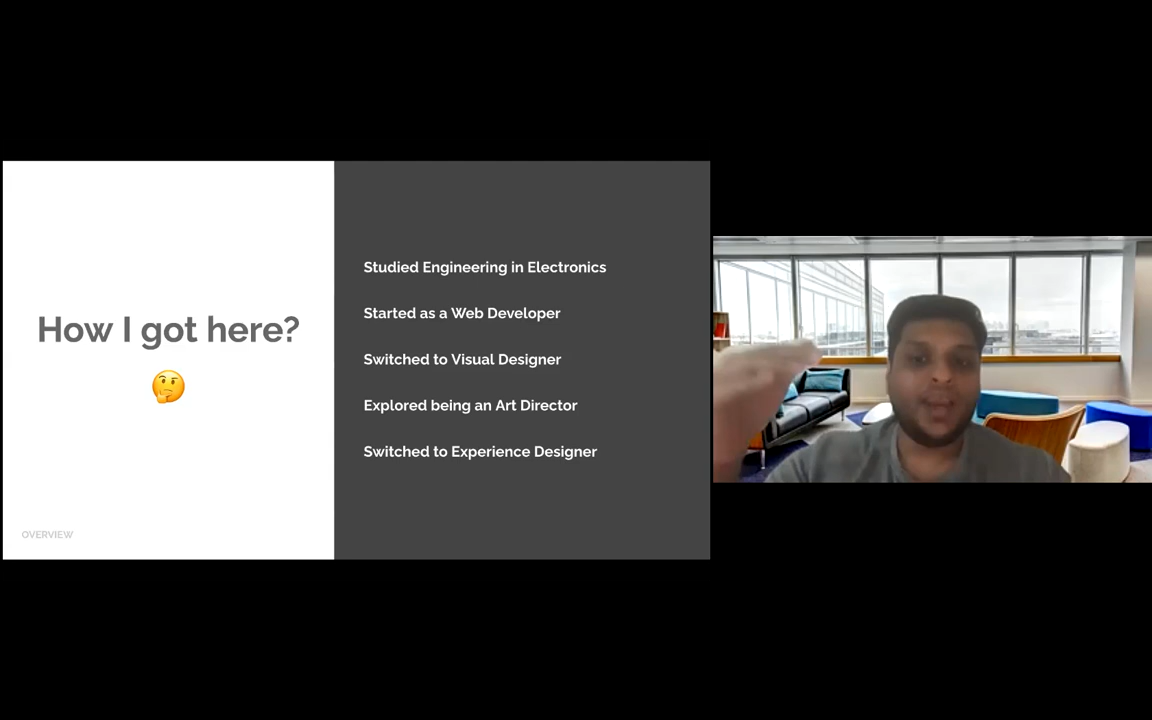 How I got here?
OVERVIEW
Studied Engineering in Electronics
Started as a Web Developer
Switched to Visual Designer
Explored being an Art Director
Switched to Experience Designer